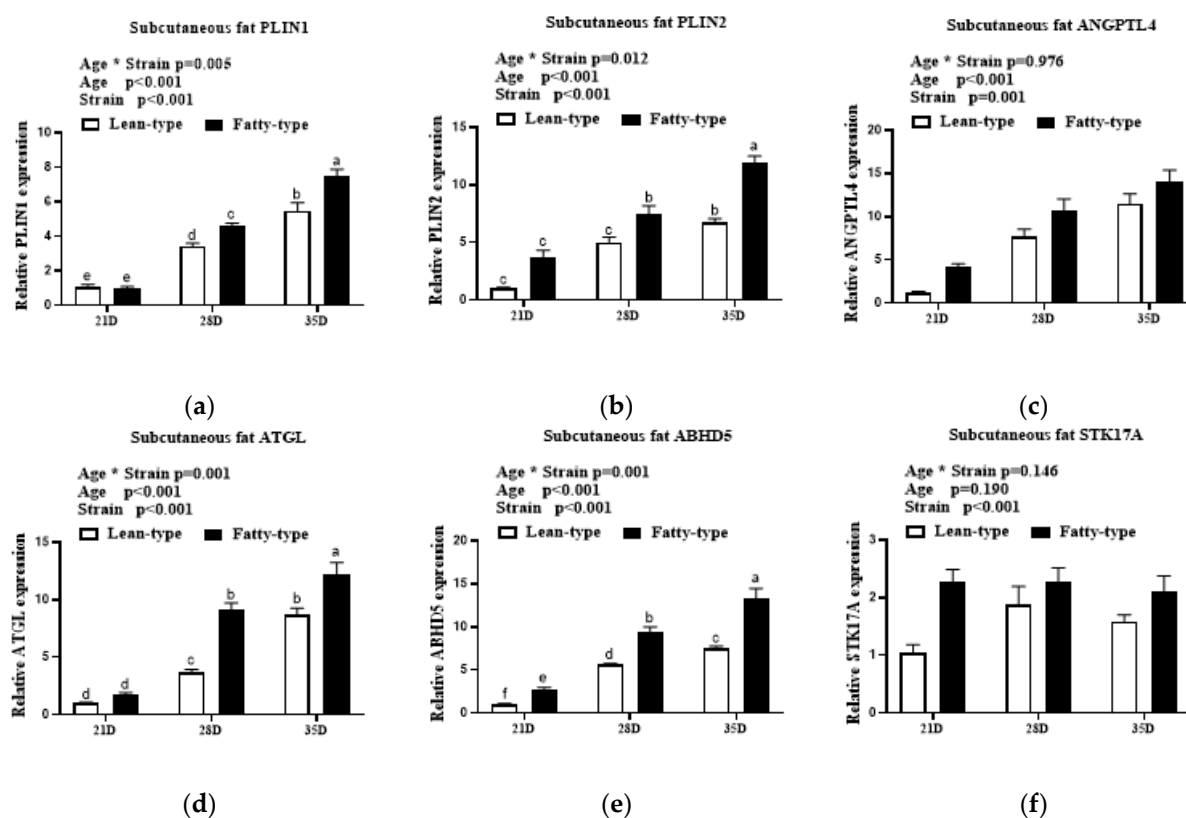 Subcutaneous fat PLIN1
Age * Strain p=0.005
Age p<0.001
Strain p<0.001
Lean-type Fatty-type
Relative PLIN1 expression
10
8
6
4
2
0
e e d c b a
21D 28D 35D
(a)
Subcutaneous fat PLIN2
Age * Strain p=0.012
Age p<0.001
Strain p<0.001
Lean-type Fatty-type
Relative PLIN2 expression
15
10
5
0
c c c b b a
21D 28D 35D
(b)
Subcutaneous fat ANGPTL4
Age * Strain p=0.976
Age p<0.001
Strain p=0.001
Lean-type Fatty-type
Relative ANGPTL4 expression
20
15
10
5
0
21D 28D 35D
(c)
Subcutaneous fat ATGL
Age * Strain p=0.001
Age p<0.001
Strain p<0.001
Lean-type Fatty-type
Relative ATGL expression
15
10
5
0
d d c b b a
21D 28D 35D
(d)
Subcutaneous fat ABHD5
Age * Strain p=0.001
Age p<0.001
Strain p<0.001
Lean-type Fatty-type
Relative ABHD5 expression
20
15
10
5
0
f e d b c a
21D 28D 35D
(e)
Subcutaneous fat STK17A
Age * Strain p=0.146
Age p=0.190
Strain p<0.001
Lean-type Fatty-type
Relative STK17A expression
3
2
1
0
21D 28D 35D
(f)